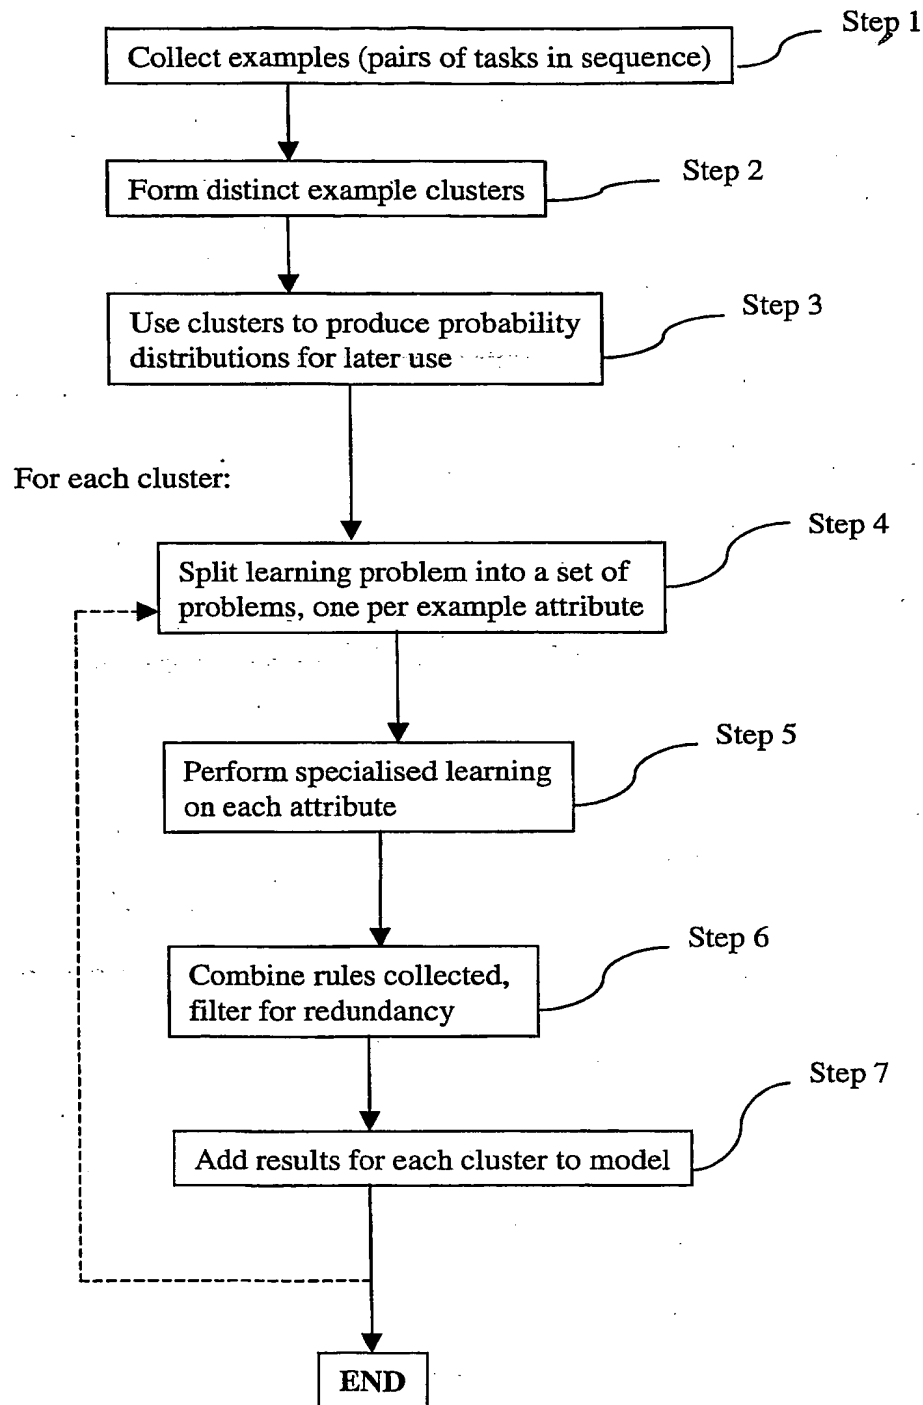 Step 1
Collect examples (pairs of tasks in sequence)
Step 2
Form distinct example clusters
Step 3
Use clusters to produce probability
distributions for later use
For each cluster:
Step 4
Split learning problem into a set of
problems, one per example attribute
Step 5
Perform specialised learning
on each attribute
Step 6
Combine rules collected,
filter for redundancy
Step 7
Add results for each cluster to model
END